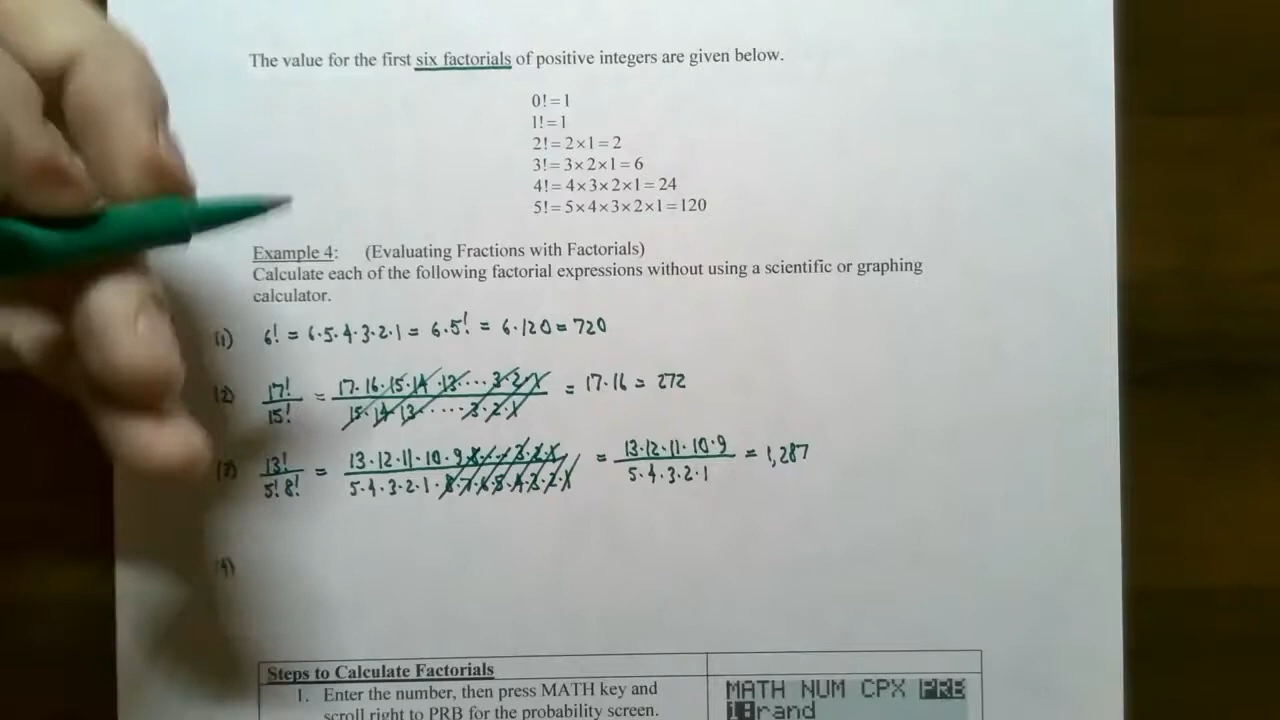 The value for the first six factorials of positive integers are given below.
0! = 1
1! = 1
2! = 2×1 = 2
3! = 3×2×1 = 6
4! = 4×3×2×1 = 24
5! = 5×4×3×2×1 = 120
Example 4: (Evaluating Fractions with Factorials)
Calculate each of the following factorial expressions without using a scientific or graphing
calculator.
(1) 6! = 6·5·4·3·2·1 = 6·5! = 6·120 = 720
(2) 17!/15! = 17·16·15·14·13···3·2·1 / 15·14·13·····3·2·1 = 17·16 = 272
(3) 13!/5!8! = 13·12·11·10·9·8···3·2·1 / 5·4·3·2·1·8·7·6·5·4·3·2·1 = 13·12·11·10·9 / 5·4·3·2·1 = 1,287
(4)
Steps to Calculate Factorials
1. Enter the number, then press MATH key and
scroll right to PRB for the probability screen.
MATH NUM CPX PRB
1:rand